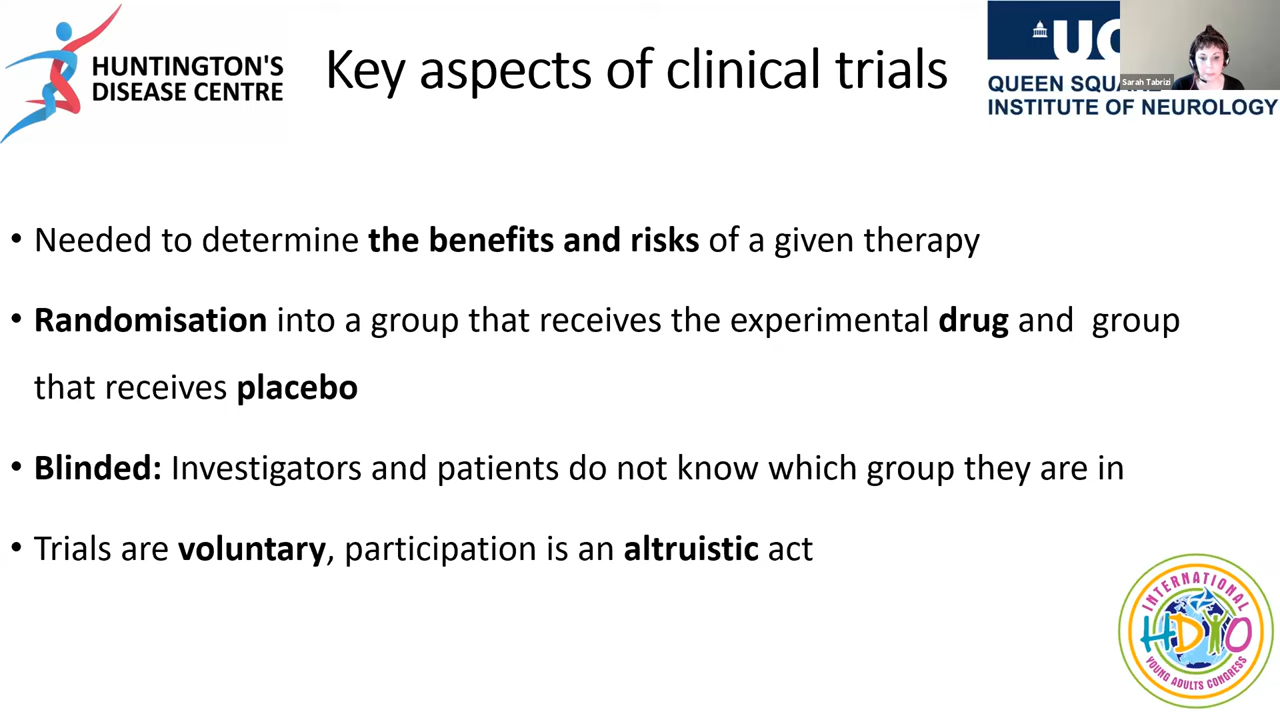 HUNTINGTON'S
DISEASE CENTRE
Key aspects of clinical trials
Sarah Tabrizi
QUEEN SQUARE
INSTITUTE OF NEUROLOGY
• Needed to determine the benefits and risks of a given therapy
• Randomisation into a group that receives the experimental drug and group
that receives placebo
• Blinded: Investigators and patients do not know which group they are in
• Trials are voluntary, participation is an altruistic act
INTERNATIONAL
HDYO
YOUNG ADULTS CONGRESS